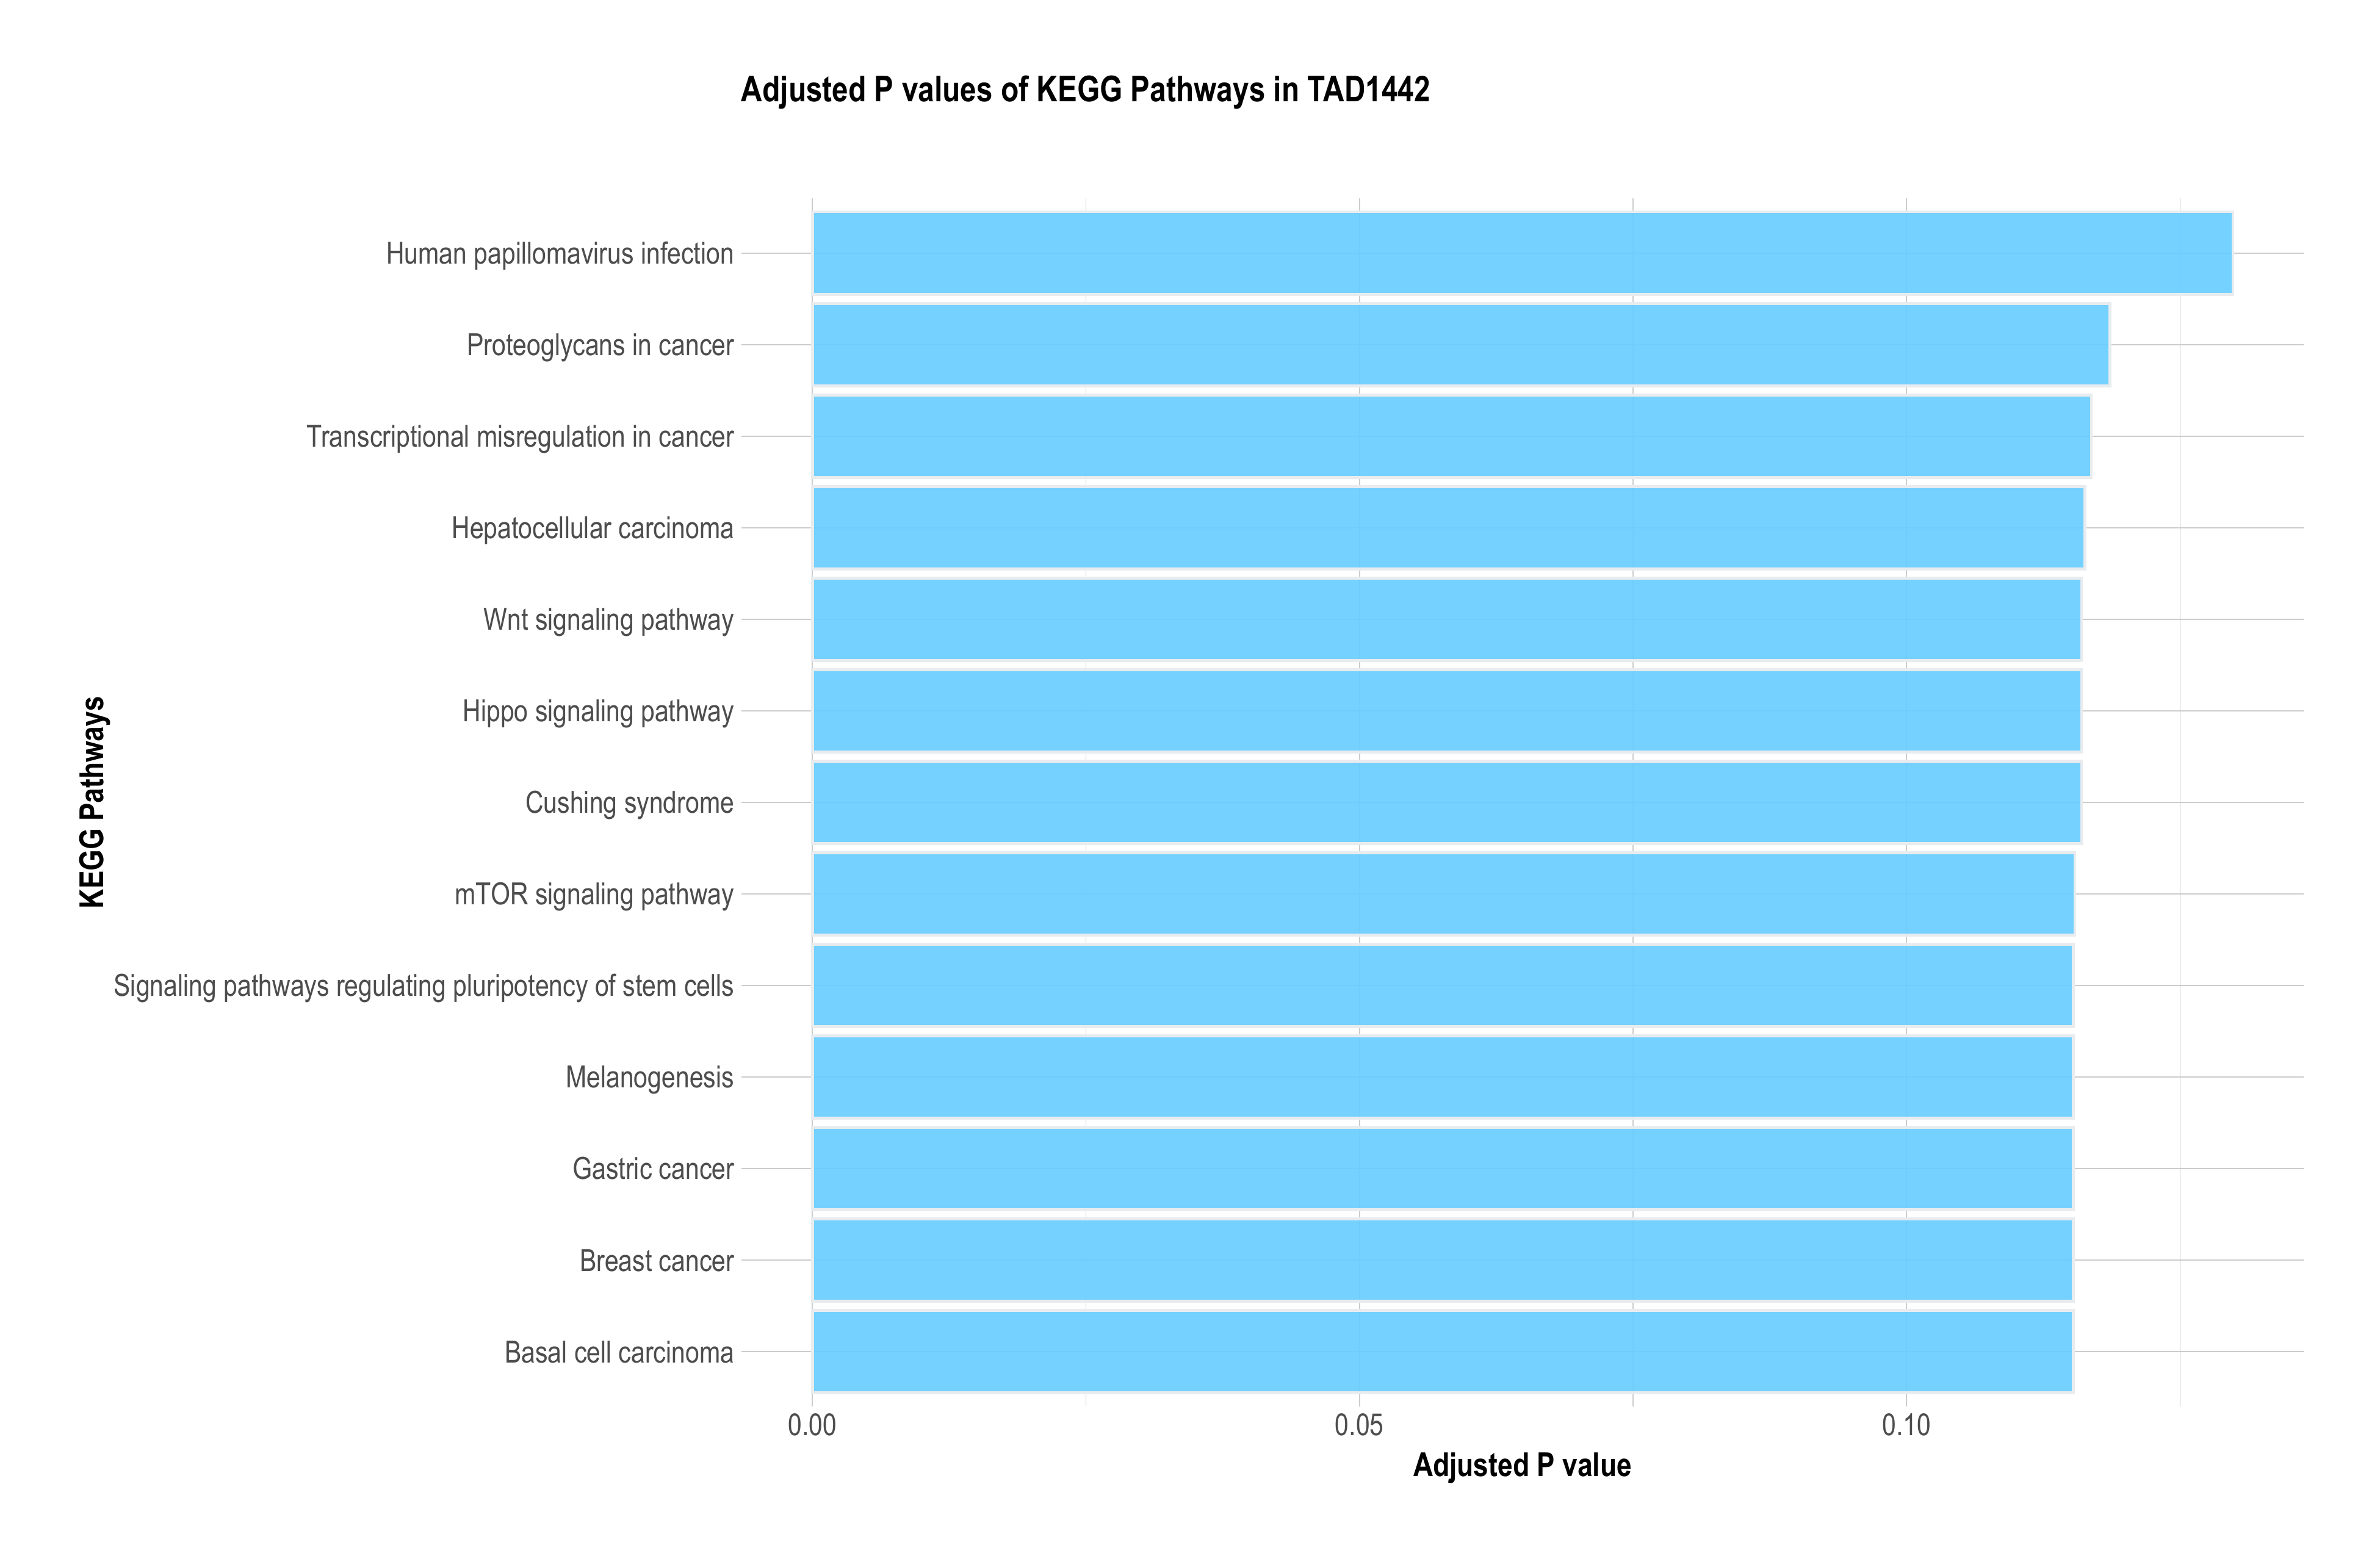 Adjusted P values of KEGG Pathways in TAD1442
KEGG Pathways
Human papillomavirus infection
Proteoglycans in cancer
Transcriptional misregulation in cancer
Hepatocellular carcinoma
Wnt signaling pathway
Hippo signaling pathway
Cushing syndrome
mTOR signaling pathway
Signaling pathways regulating pluripotency of stem cells
Melanogenesis
Gastric cancer
Breast cancer
Basal cell carcinoma
0.00 0.05 0.10
Adjusted P value